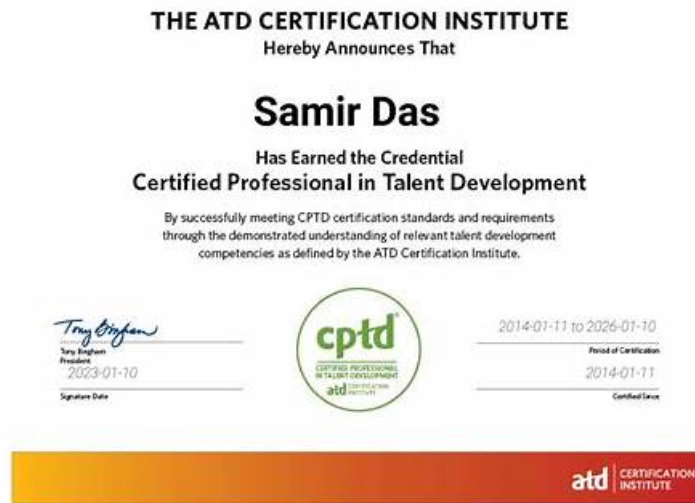 THE ATD CERTIFICATION INSTITUTE
Hereby Announces That
Samir Das
Has Earned the Credential
Certified Professional in Talent Development
By successfully meeting CPTD certification standards and requirements
through the demonstrated understanding of relevant talent development
competencies as defined by the ATD Certification Institute.
Tony Bingham
Tony Bingham
President
2023-01-10
Signature Date
cptd
CERTIFIED PROFESSIONAL
IN TALENT DEVELOPMENT
atd CERTIFICATION
INSTITUTE
2014-01-11 to 2026-01-10
Period of Certification
2014-01-11
Certified Since
atd CERTIFICATION
INSTITUTE